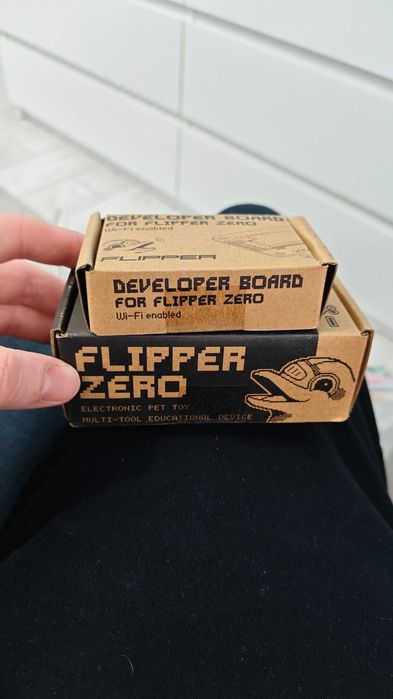 DEVELOPER BOARD
FOR FLIPPER ZERO
Wi-Fi enabled
FLIPPER
DEVELOPER BOARD
FOR FLIPPER ZERO
Wi-Fi enabled
FLIPPER
ZERO
ELECTRONIC PET TOY
MULTI-TOOL EDUCATIONAL DEVICE